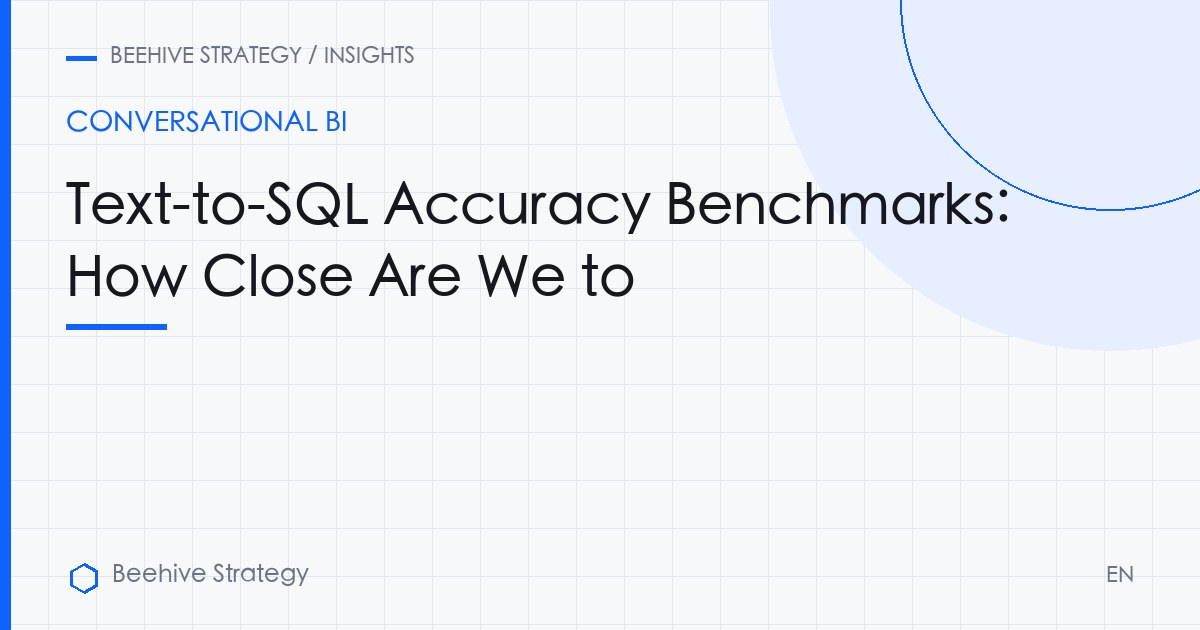 BEEHIVE STRATEGY / INSIGHTS
CONVERSATIONAL BI
Text-to-SQL Accuracy Benchmarks:
How Close Are We to
Beehive Strategy
EN